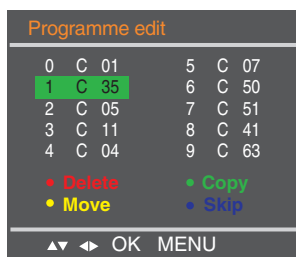 Programme edit
0 C 01 5 C 07
1 C 35 6 C 50
2 C 05 7 C 51
3 C 11 8 C 41
4 C 04 9 C 63
• Delete • Copy
• Move • Skip
▲▼ ◀▶ OK MENU